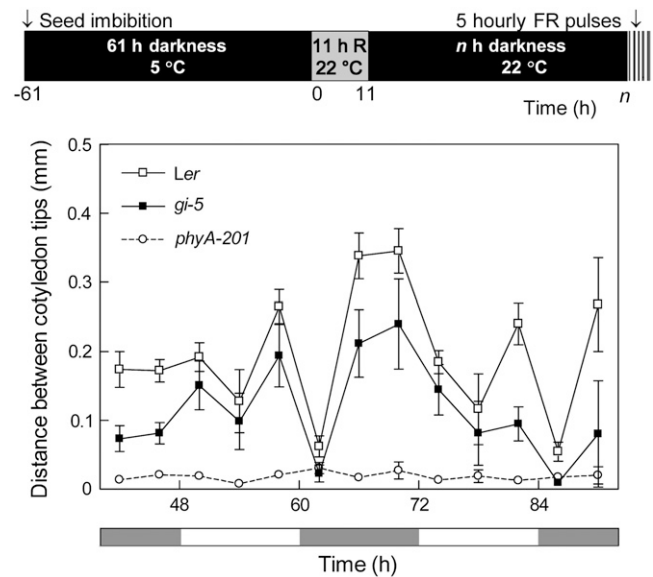 ↓ Seed imbibition
5 hourly FR pulses ↓
61 h darkness
5 °C
11 h R
22 °C
n h darkness
22 °C
-61
0
11
Time (h)
n
Distance between cotyledon tips (mm)
0.5
0.4
0.3
0.2
0.1
0
Ler
gi-5
phyA-201
48
60
72
84
Time (h)